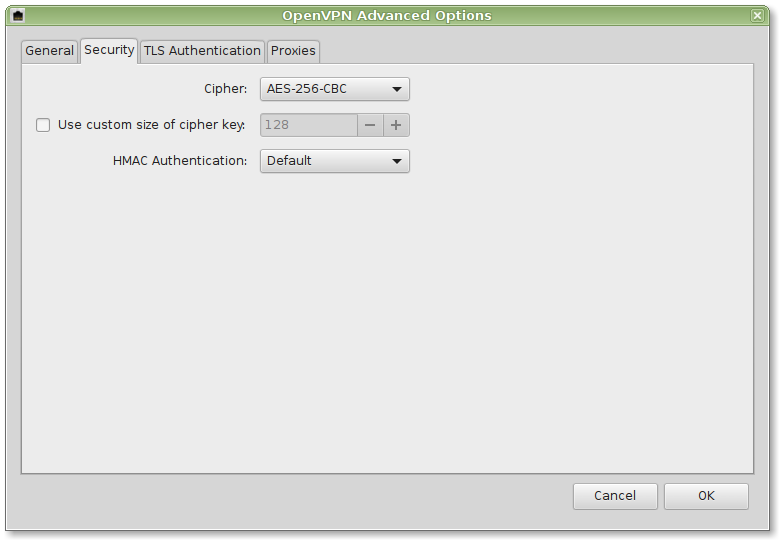 OpenVPN Advanced Options
General Security TLS Authentication Proxies
Cipher: AES-256-CBC
Use custom size of cipher key: 128
HMAC Authentication: Default
Cancel OK